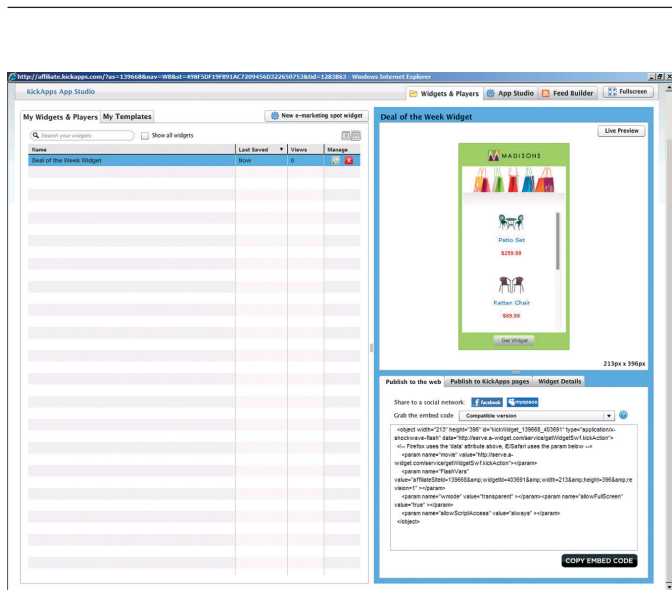 http://affiliate.kickapps.com/?as=139668&nav=WB&st=498F5DF19F891AC7209456D322650753&tid=1283863 - Windows Internet Explorer
KickApps App Studio
Widgets & Players
App Studio
Feed Builder
Fullscreen
My Widgets & Players
My Templates
New e-marketing spot widget
Search your widgets
Show all widgets
Name
Last Saved
Views
Manage
Deal of the Week Widget
Now
0
Deal of the Week Widget
Live Preview
MADISONS
Patio Set
$259.99
Rattan Chair
$69.99
Get Widget
213px x 396px
Publish to the web
Publish to KickApps pages
Widget Details
Share to a social network:
facebook
myspace
Grab the embed code
Compatible version
<object width="213" height="396" id="kickWidget_139668_403691" type="application/x-
shockwave-flash" data="http://serve.a-widget.com/service/getWidgetSwf.kickAction">
<!-- Firefox uses the 'data' attribute above, IE/Safari uses the param below -->
<param name="movie" value="http://serve.a-
widget.com/service/getWidgetSwf.kickAction"></param>
<param name="FlashVars"
value="affiliateSiteId=139668&amp;widgetId=403691&amp;width=213&amp;height=396&amp;re
vision=1" ></param>
<param name="wmode" value="transparent" ></param><param name="allowFullScreen"
value="true" ></param>
<param name="allowScriptAccess" value="always" ></param>
</object>
COPY EMBED CODE